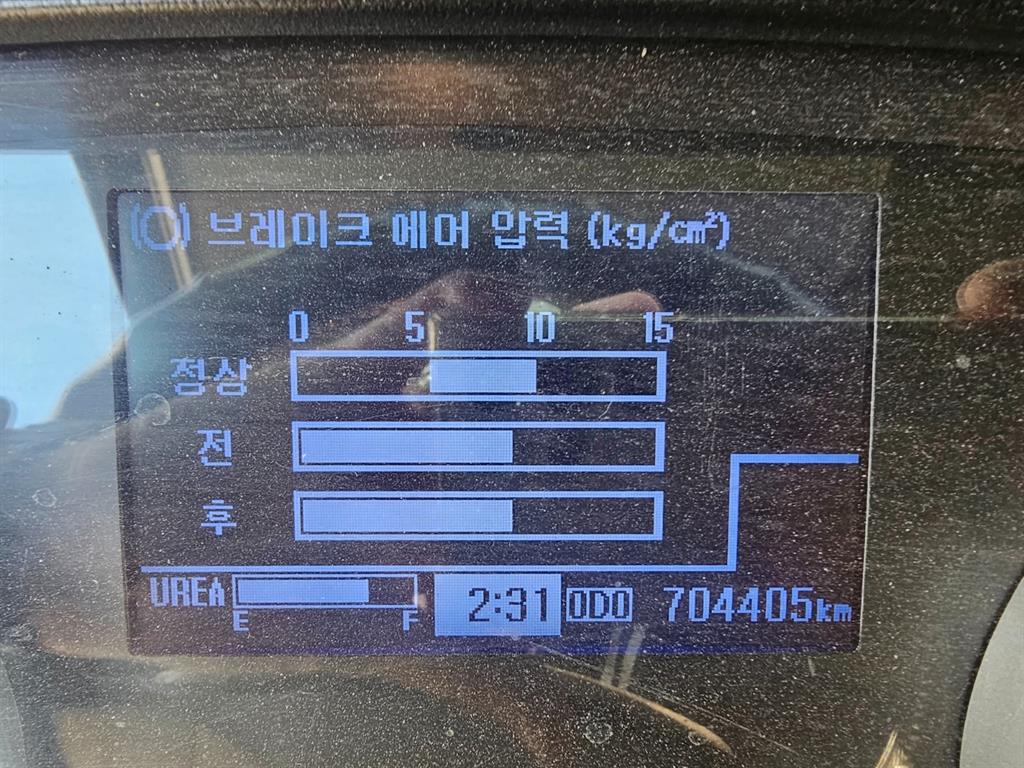 브레이크 에어 압력 (kg/cm²)
0 5 10 15
정상
전
후
UREA E F 2:31 ODO 704405km